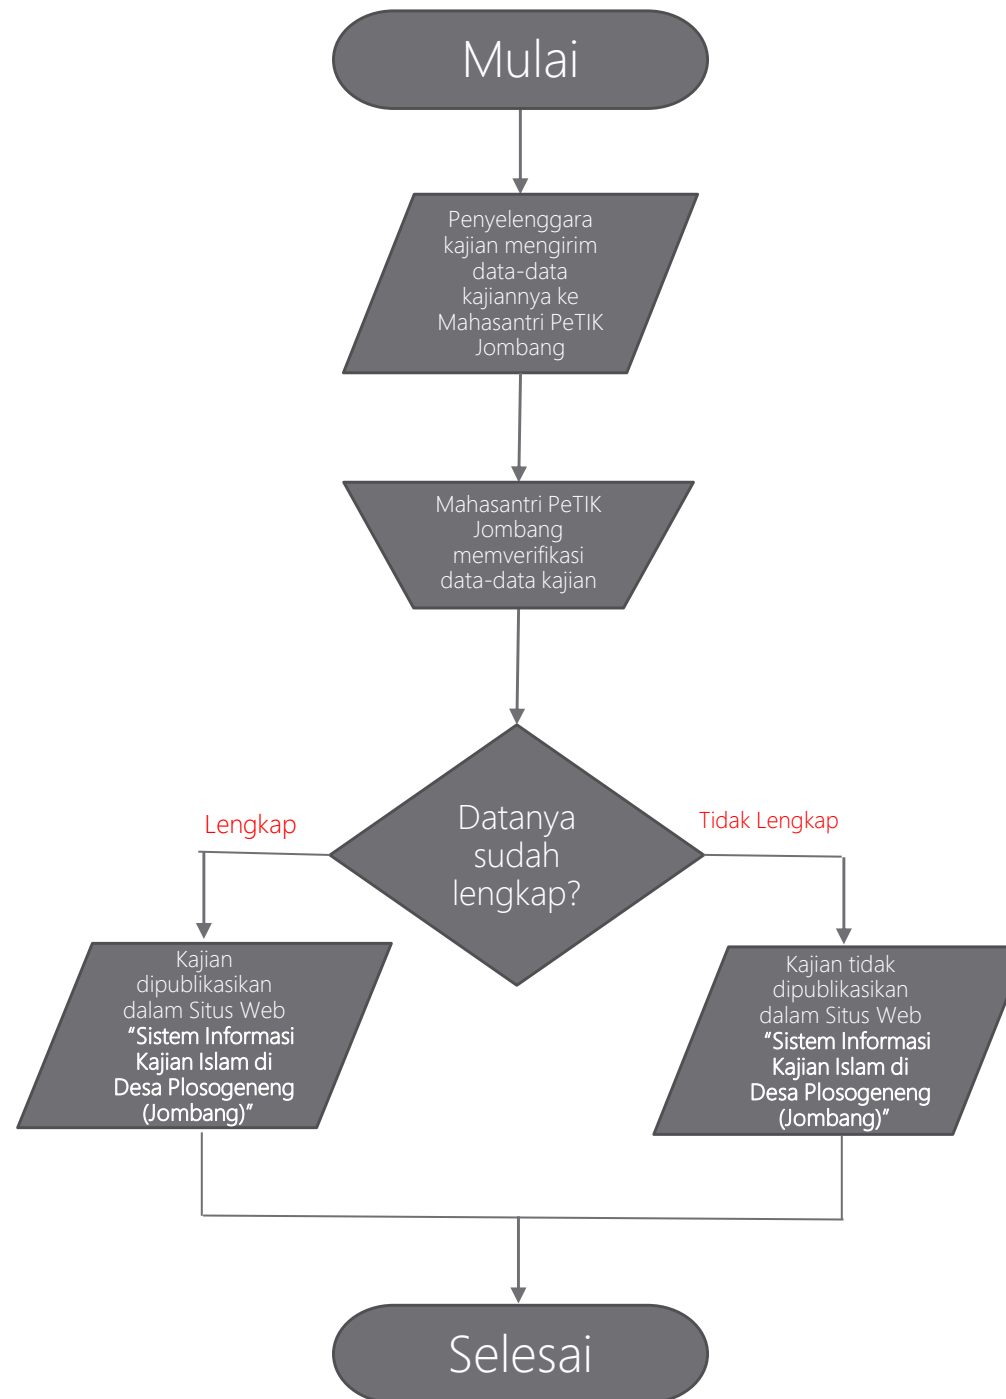 Mulai
Penyelenggara
kajian mengirim
data-data
kajiannya ke
Mahasantri PeTIK
Jombang
Mahasantri PeTIK
Jombang
memverifikasi
data-data kajian
Datanya
sudah
lengkap?
Lengkap
Tidak Lengkap
Kajian
dipublikasikan
dalam Situs Web
"Sistem Informasi
Kajian Islam di
Desa Plosogeneng
(Jombang)"
Kajian tidak
dipublikasikan
dalam Situs Web
"Sistem Informasi
Kajian Islam di
Desa Plosogeneng
(Jombang)"
Selesai